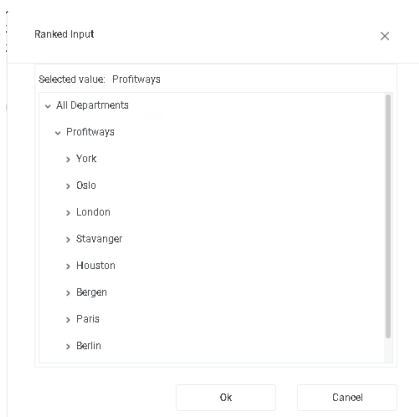 Ranked Input
Selected value: Profitways
All Departments
Profitways
York
Oslo
London
Stavanger
Houston
Bergen
Paris
Berlin
Ok
Cancel